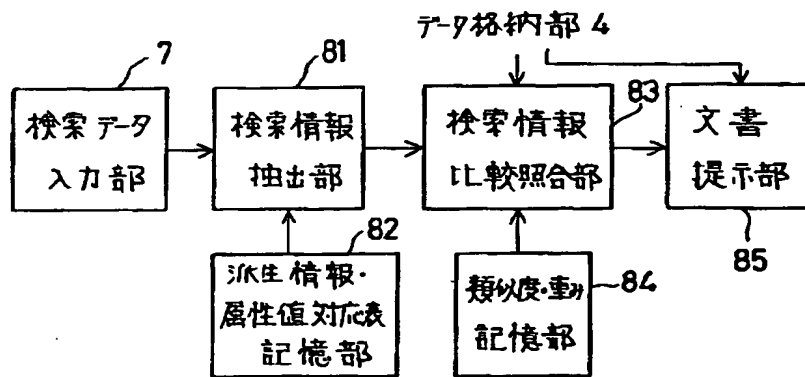 データ格納部 4
7
検索データ
入力部
81
検索情報
抽出部
検索情報
比較照合部
83
文書
提示部
85
82
派生情報・
属性値対応表
記憶部
類似度・重み
記憶部
84